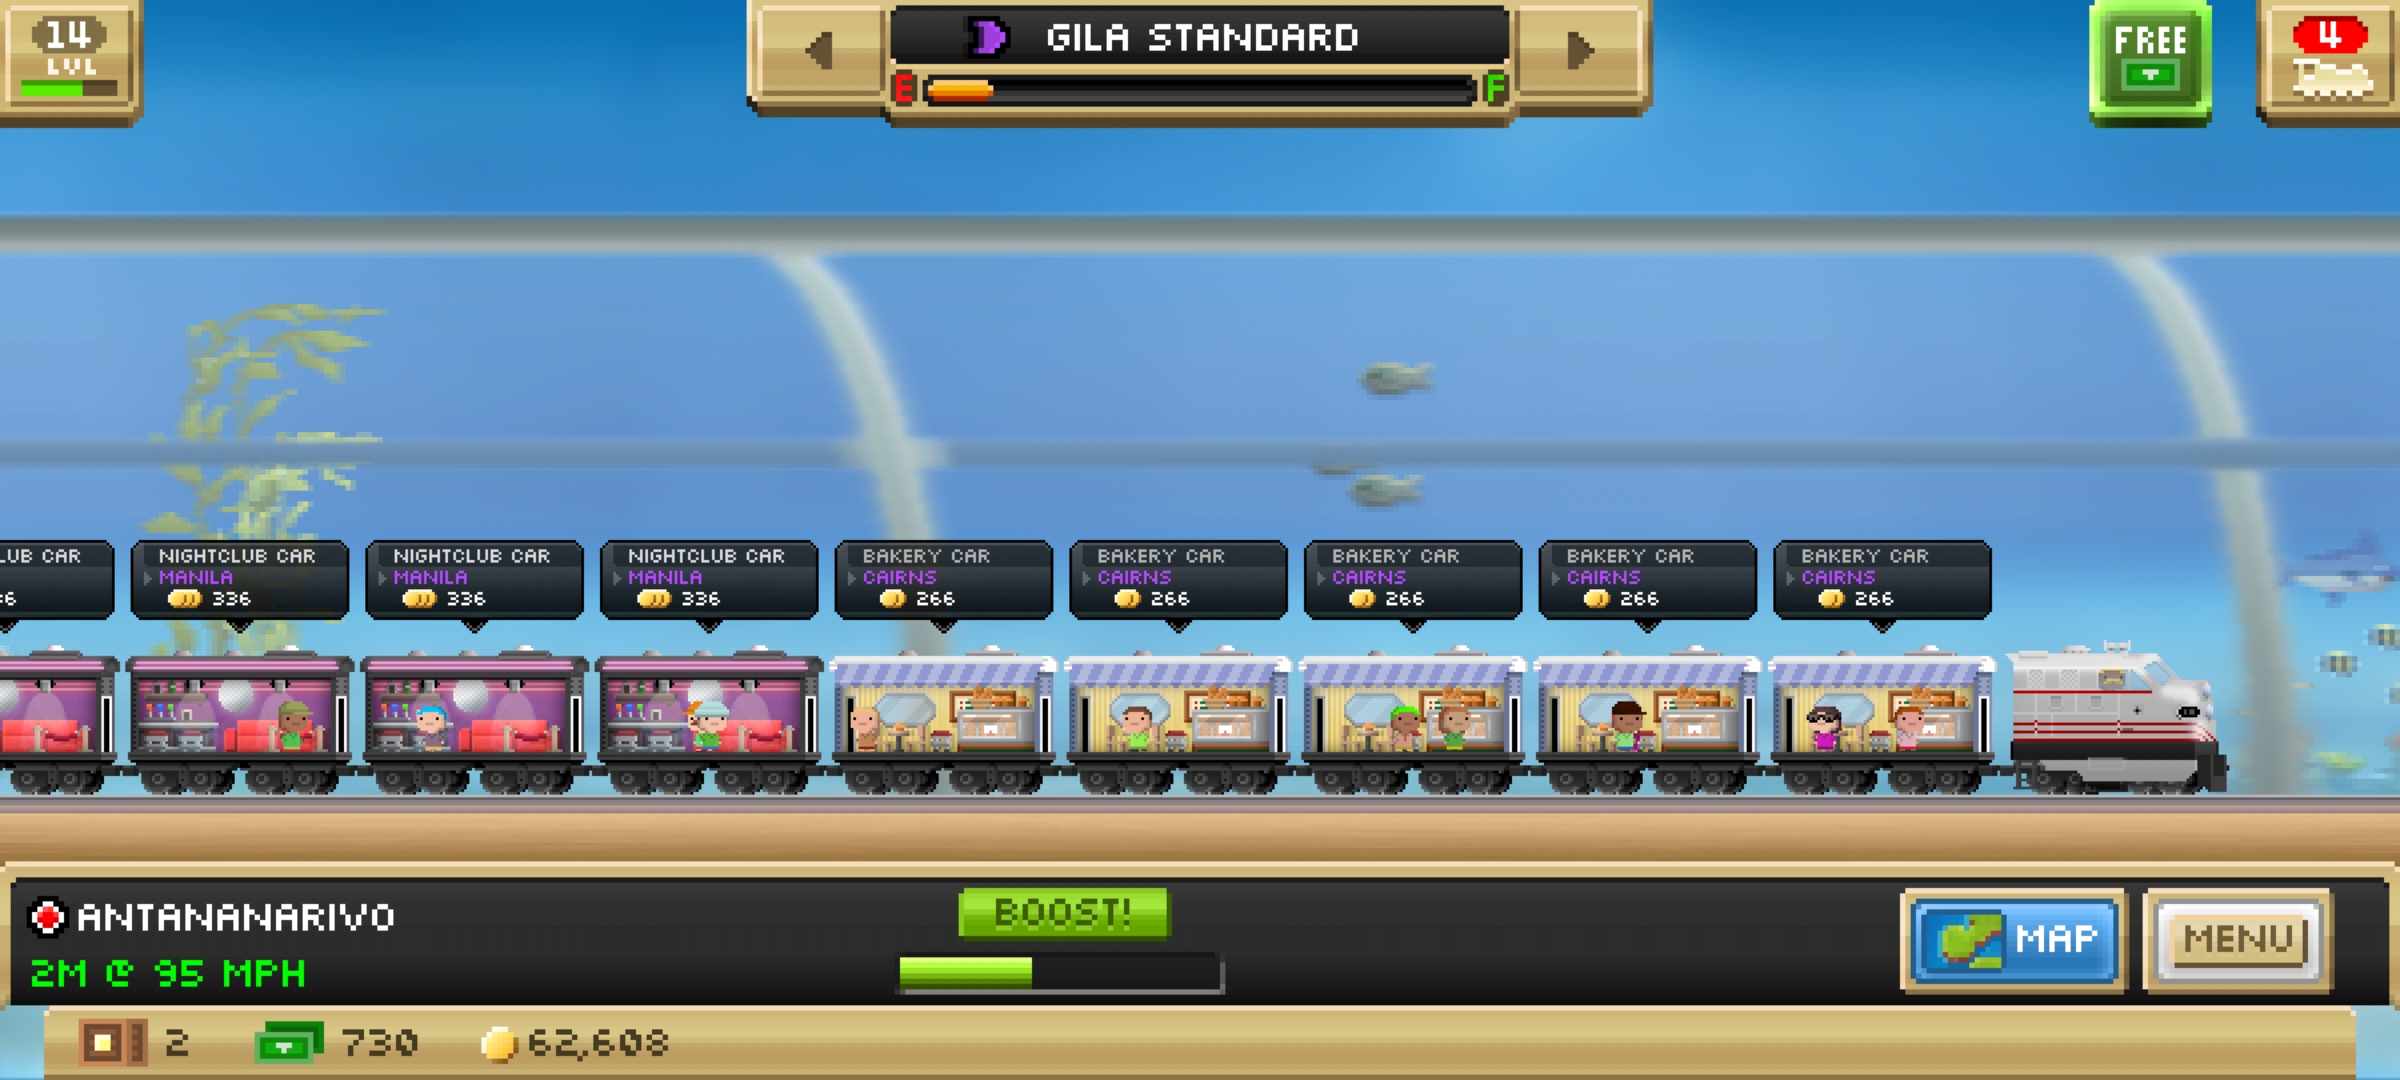 14
LVL
GILA STANDARD
E
F
FREE
4
LUB CAR
NIGHTCLUB CAR
MANILA
336
NIGHTCLUB CAR
MANILA
336
NIGHTCLUB CAR
MANILA
336
BAKERY CAR
CAIRNS
266
BAKERY CAR
CAIRNS
266
BAKERY CAR
CAIRNS
266
BAKERY CAR
CAIRNS
266
BAKERY CAR
CAIRNS
266
ANTANANARIVO
2M @ 95 MPH
BOOST!
MAP
MENU
2
730
62,608